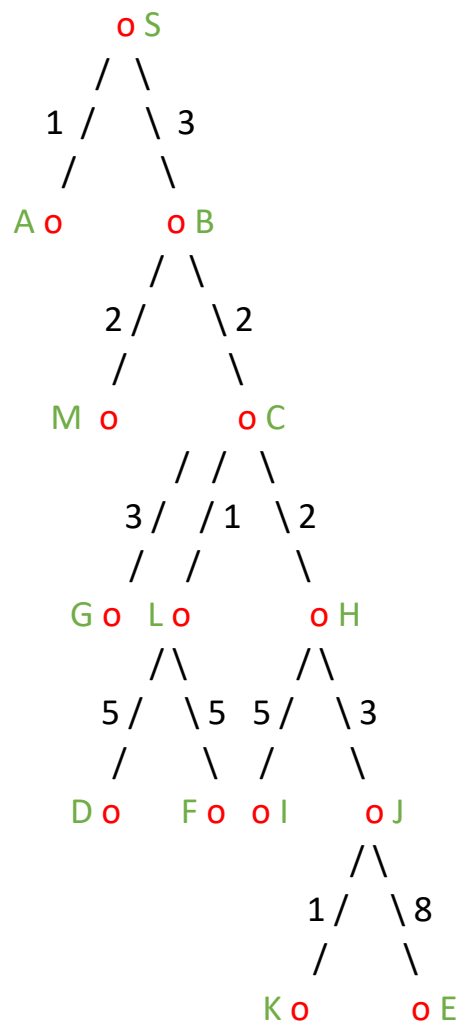 o S
/ \
1 / \ 3
/ \
A o o B
/ \
2 / \ 2
/ \
M o o C
/ / \
/ / \
3 / / 1 \ 2
/ / \
G o L o o H
/ \ / \
5 / \ 5 5 / \ 3
/ \ / \
D o F o o I o J
/ \
1 / \ 8
/ \
K o o E